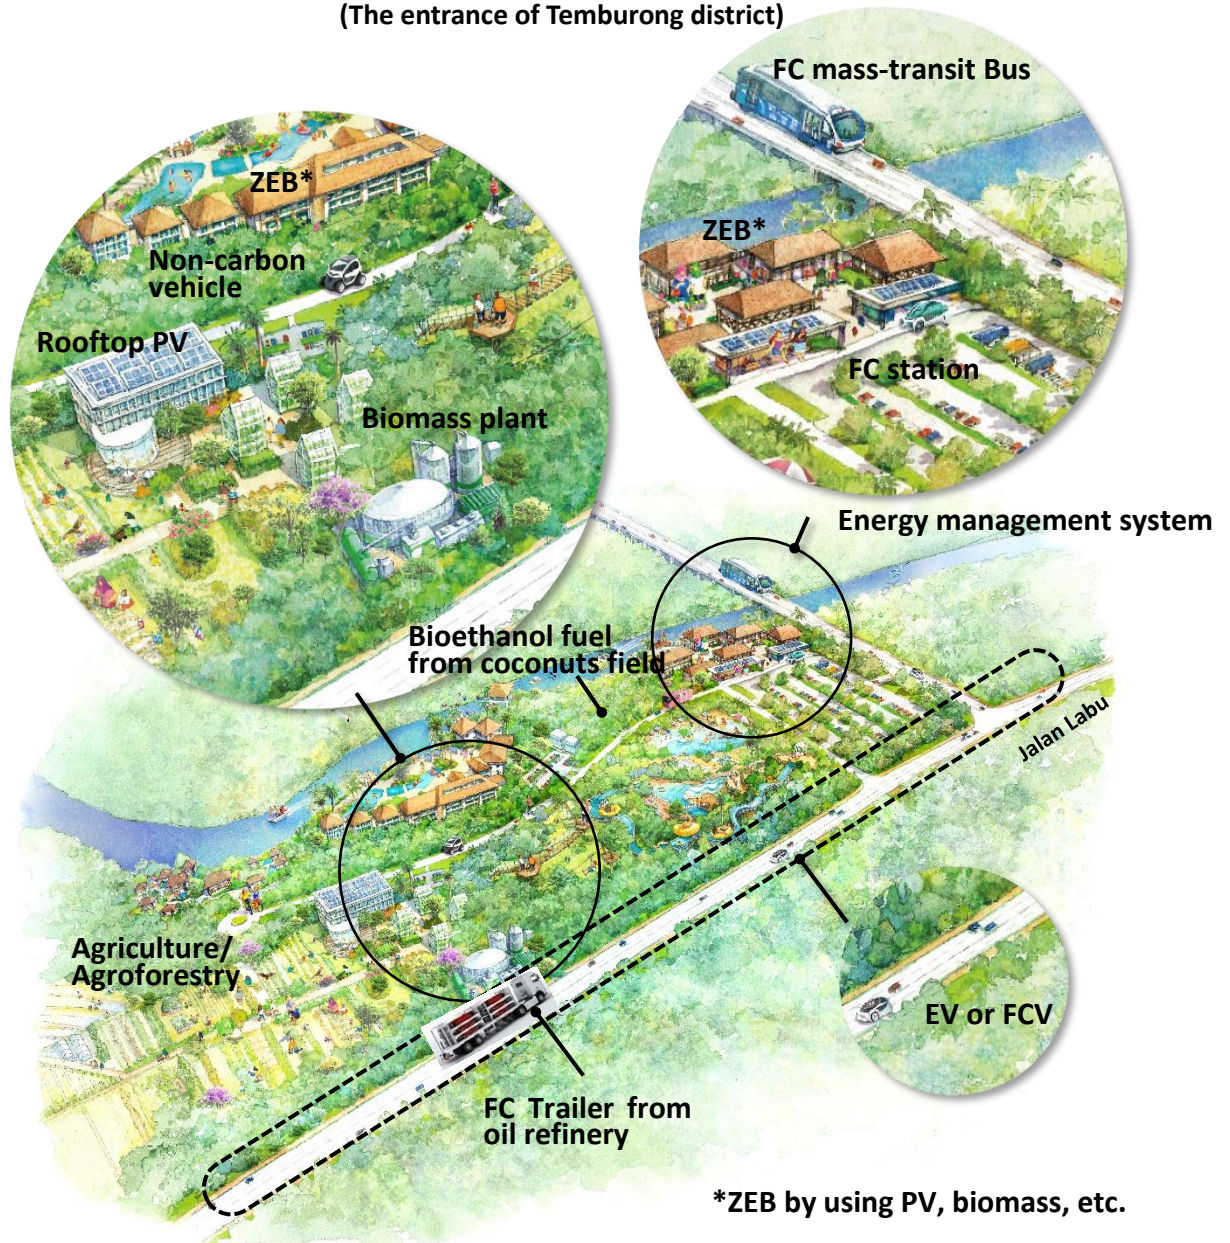 (The entrance of Temburong district)
FC mass-transit Bus
ZEB*
ZEB*
Non-carbon
vehicle
Rooftop PV
FC station
Biomass plant
Energy management system
Bioethanol fuel
from coconuts field
Jalan Labu
Agriculture/
Agroforestry
EV or FCV
FC Trailer from
oil refinery
*ZEB by using PV, biomass, etc.